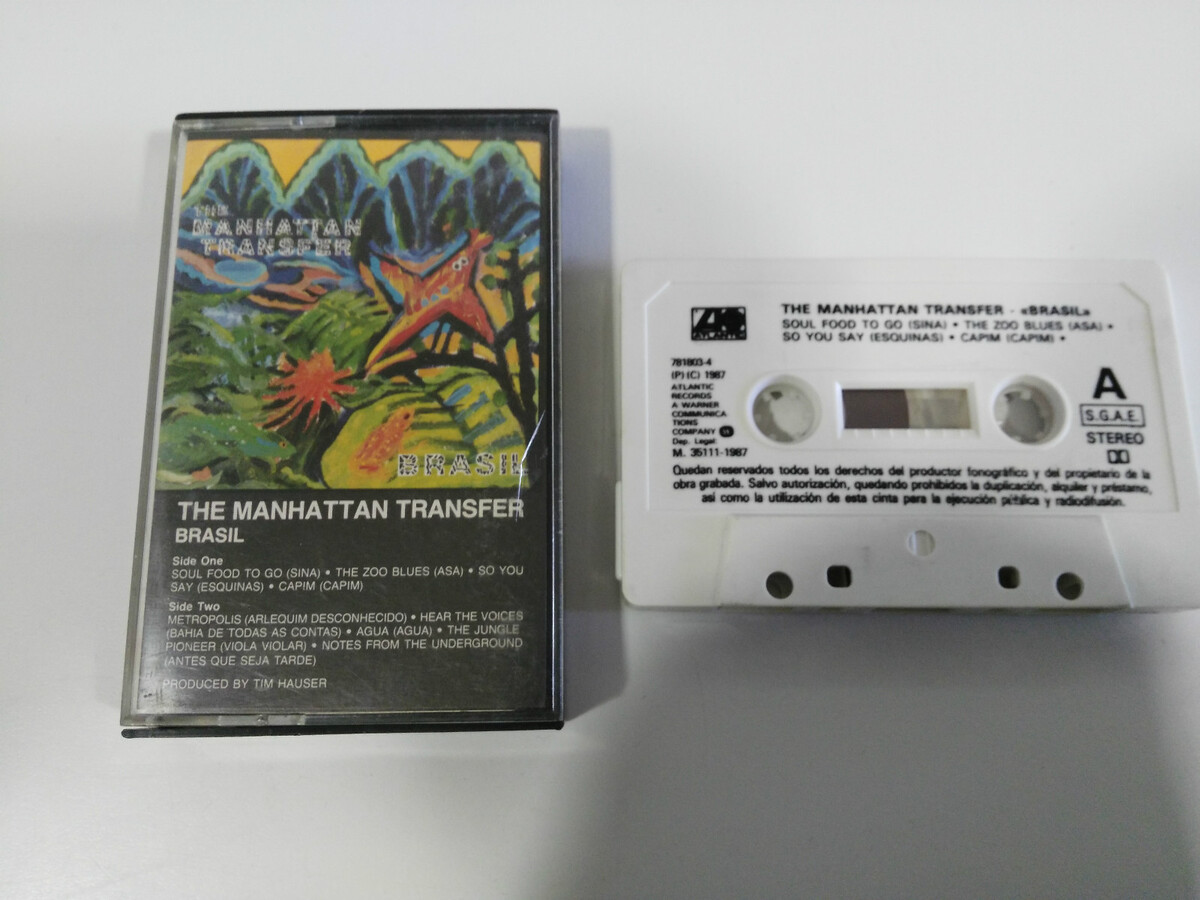 THE
MANHATTAN
TRANSFER
BRASIL
THE MANHATTAN TRANSFER
BRASIL
Side One
SOUL FOOD TO GO (SINA) • THE ZOO BLUES (ASA) • SO YOU
SAY (ESQUINAS) • CAPIM (CAPIM)
Side Two
METROPOLIS (ARLEQUIM DESCONHECIDO) • HEAR THE VOICES
(BAHIA DE TODAS AS CONTAS) • AGUA (AGUA) • THE JUNGLE
PIONEER (VIOLA VIOLAR) • NOTES FROM THE UNDERGROUND
(ANTES QUE SEJA TARDE)
PRODUCED BY TIM HAUSER
ATLANTIC
THE MANHATTAN TRANSFER - «BRASIL»
SOUL FOOD TO GO (SINA) • THE ZOO BLUES (ASA) •
SO YOU SAY (ESQUINAS) • CAPIM (CAPIM) •
781803-4
(P) (C) 1987
ATLANTIC
RECORDS
A WARNER
COMMUNICA
TIONS
COMPANY
Dep. Legal:
M. 35111-1987
A
S.G.A.E.
STEREO
Quedan reservados todos los derechos del productor fonográfico y del propietario de la
obra grabada. Salvo autorización, quedando prohibidos la duplicación, alquiler y préstamo,
así como la utilización de esta cinta para la ejecución pública y radiodifusión.